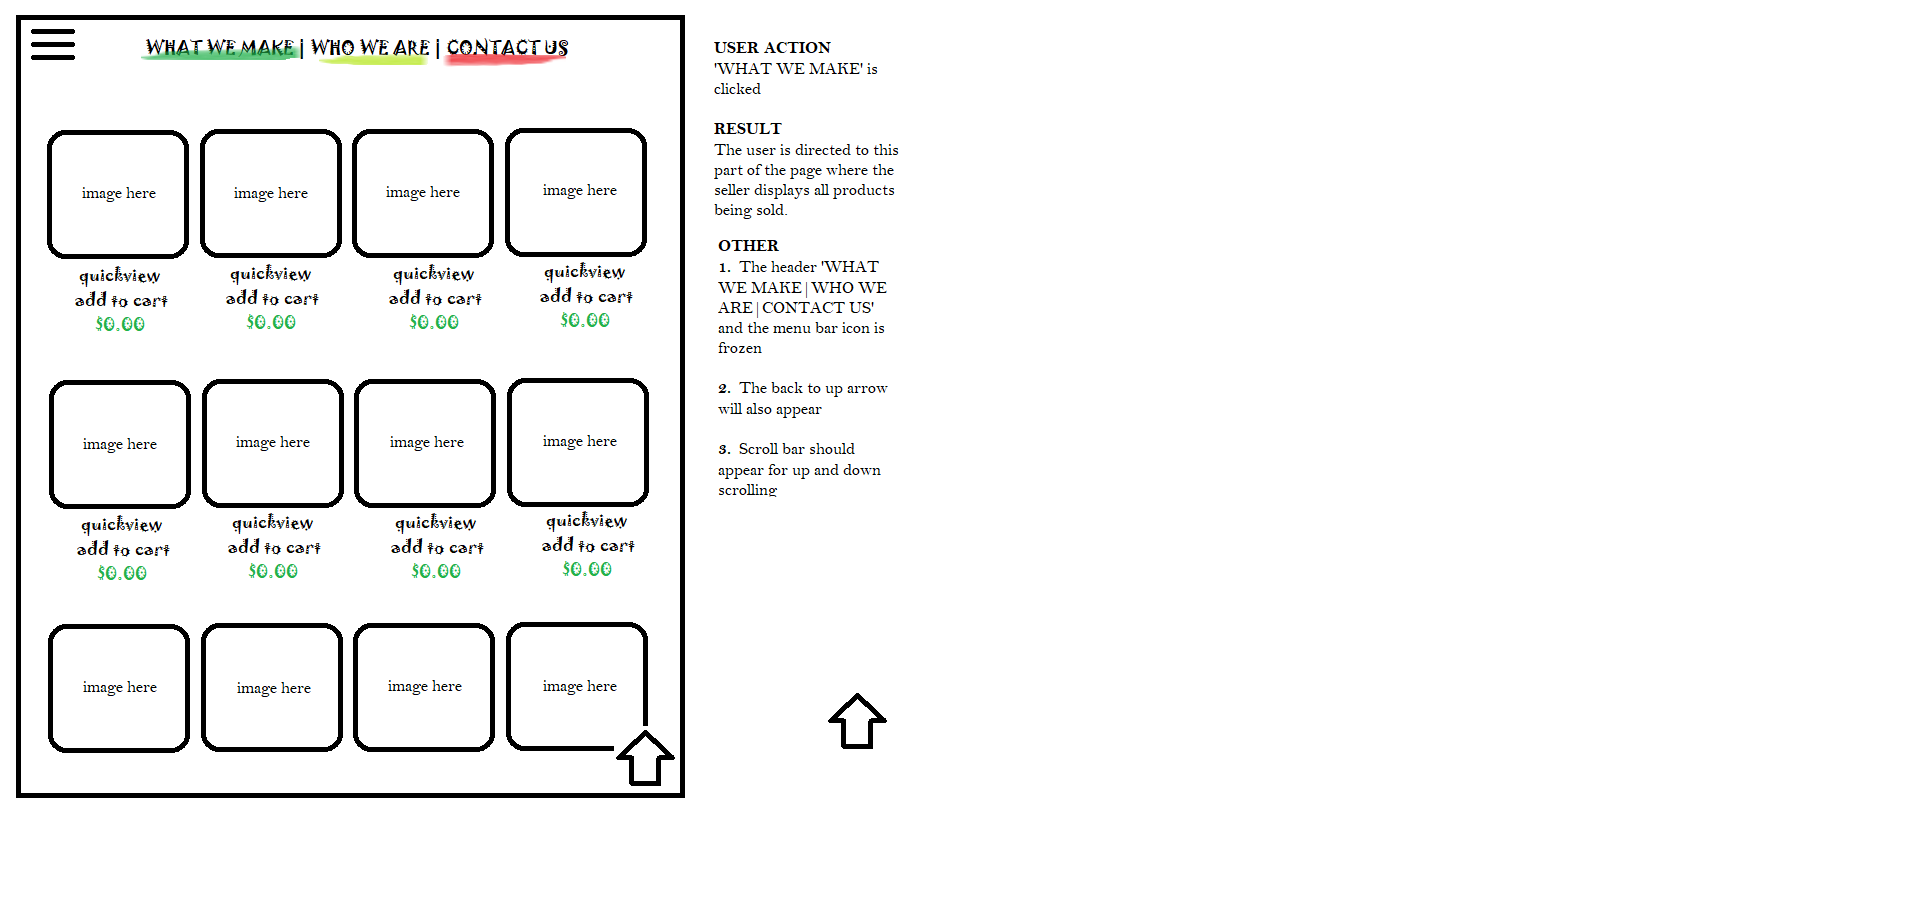 WHAT WE MAKE | WHO WE ARE | CONTACT US
image here image here image here image here
quickview quickview quickview quickview
add to cart add to cart add to cart add to cart
$0.00 $0.00 $0.00 $0.00
image here image here image here image here
quickview quickview quickview quickview
add to cart add to cart add to cart add to cart
$0.00 $0.00 $0.00 $0.00
image here image here image here image here
USER ACTION
'WHAT WE MAKE' is
clicked
RESULT
The user is directed to this
part of the page where the
seller displays all products
being sold.
OTHER
1. The header 'WHAT
WE MAKE | WHO WE
ARE | CONTACT US'
and the menu bar icon is
frozen
2. The back to up arrow
will also appear
3. Scroll bar should
appear for up and down
scrolling